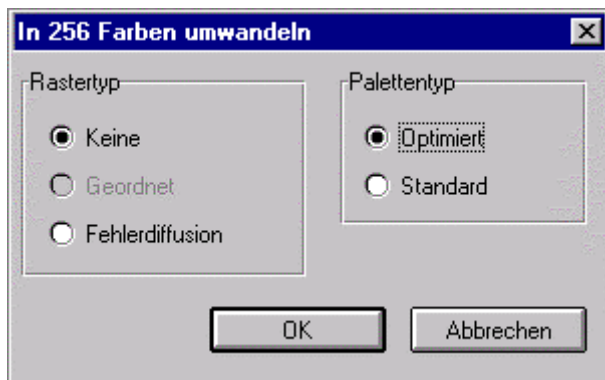 In 256 Farben umwandeln
Rastertyp
Keine
Geordnet
Fehlerdiffusion
Palettentyp
Optimiert
Standard
OK
Abbrechen